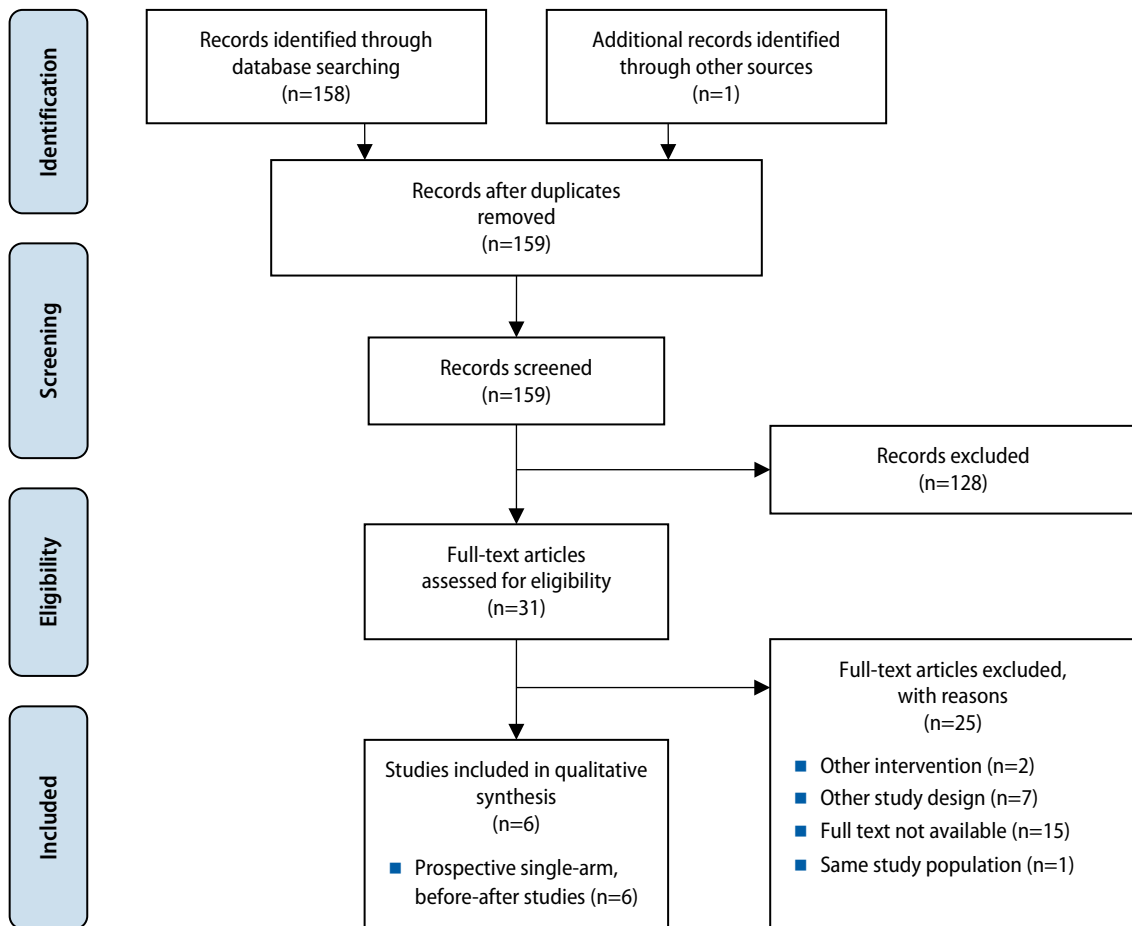 Identification
Records identified through
database searching
(n=158)
Additional records identified
through other sources
(n=1)
Records after duplicates
removed
(n=159)
Screening
Records screened
(n=159)
Records excluded
(n=128)
Eligibility
Full-text articles
assessed for eligibility
(n=31)
Full-text articles excluded,
with reasons
(n=25)
■ Other intervention (n=2)
■ Other study design (n=7)
■ Full text not available (n=15)
■ Same study population (n=1)
Included
Studies included in qualitative
synthesis
(n=6)
■ Prospective single-arm,
before-after studies (n=6)